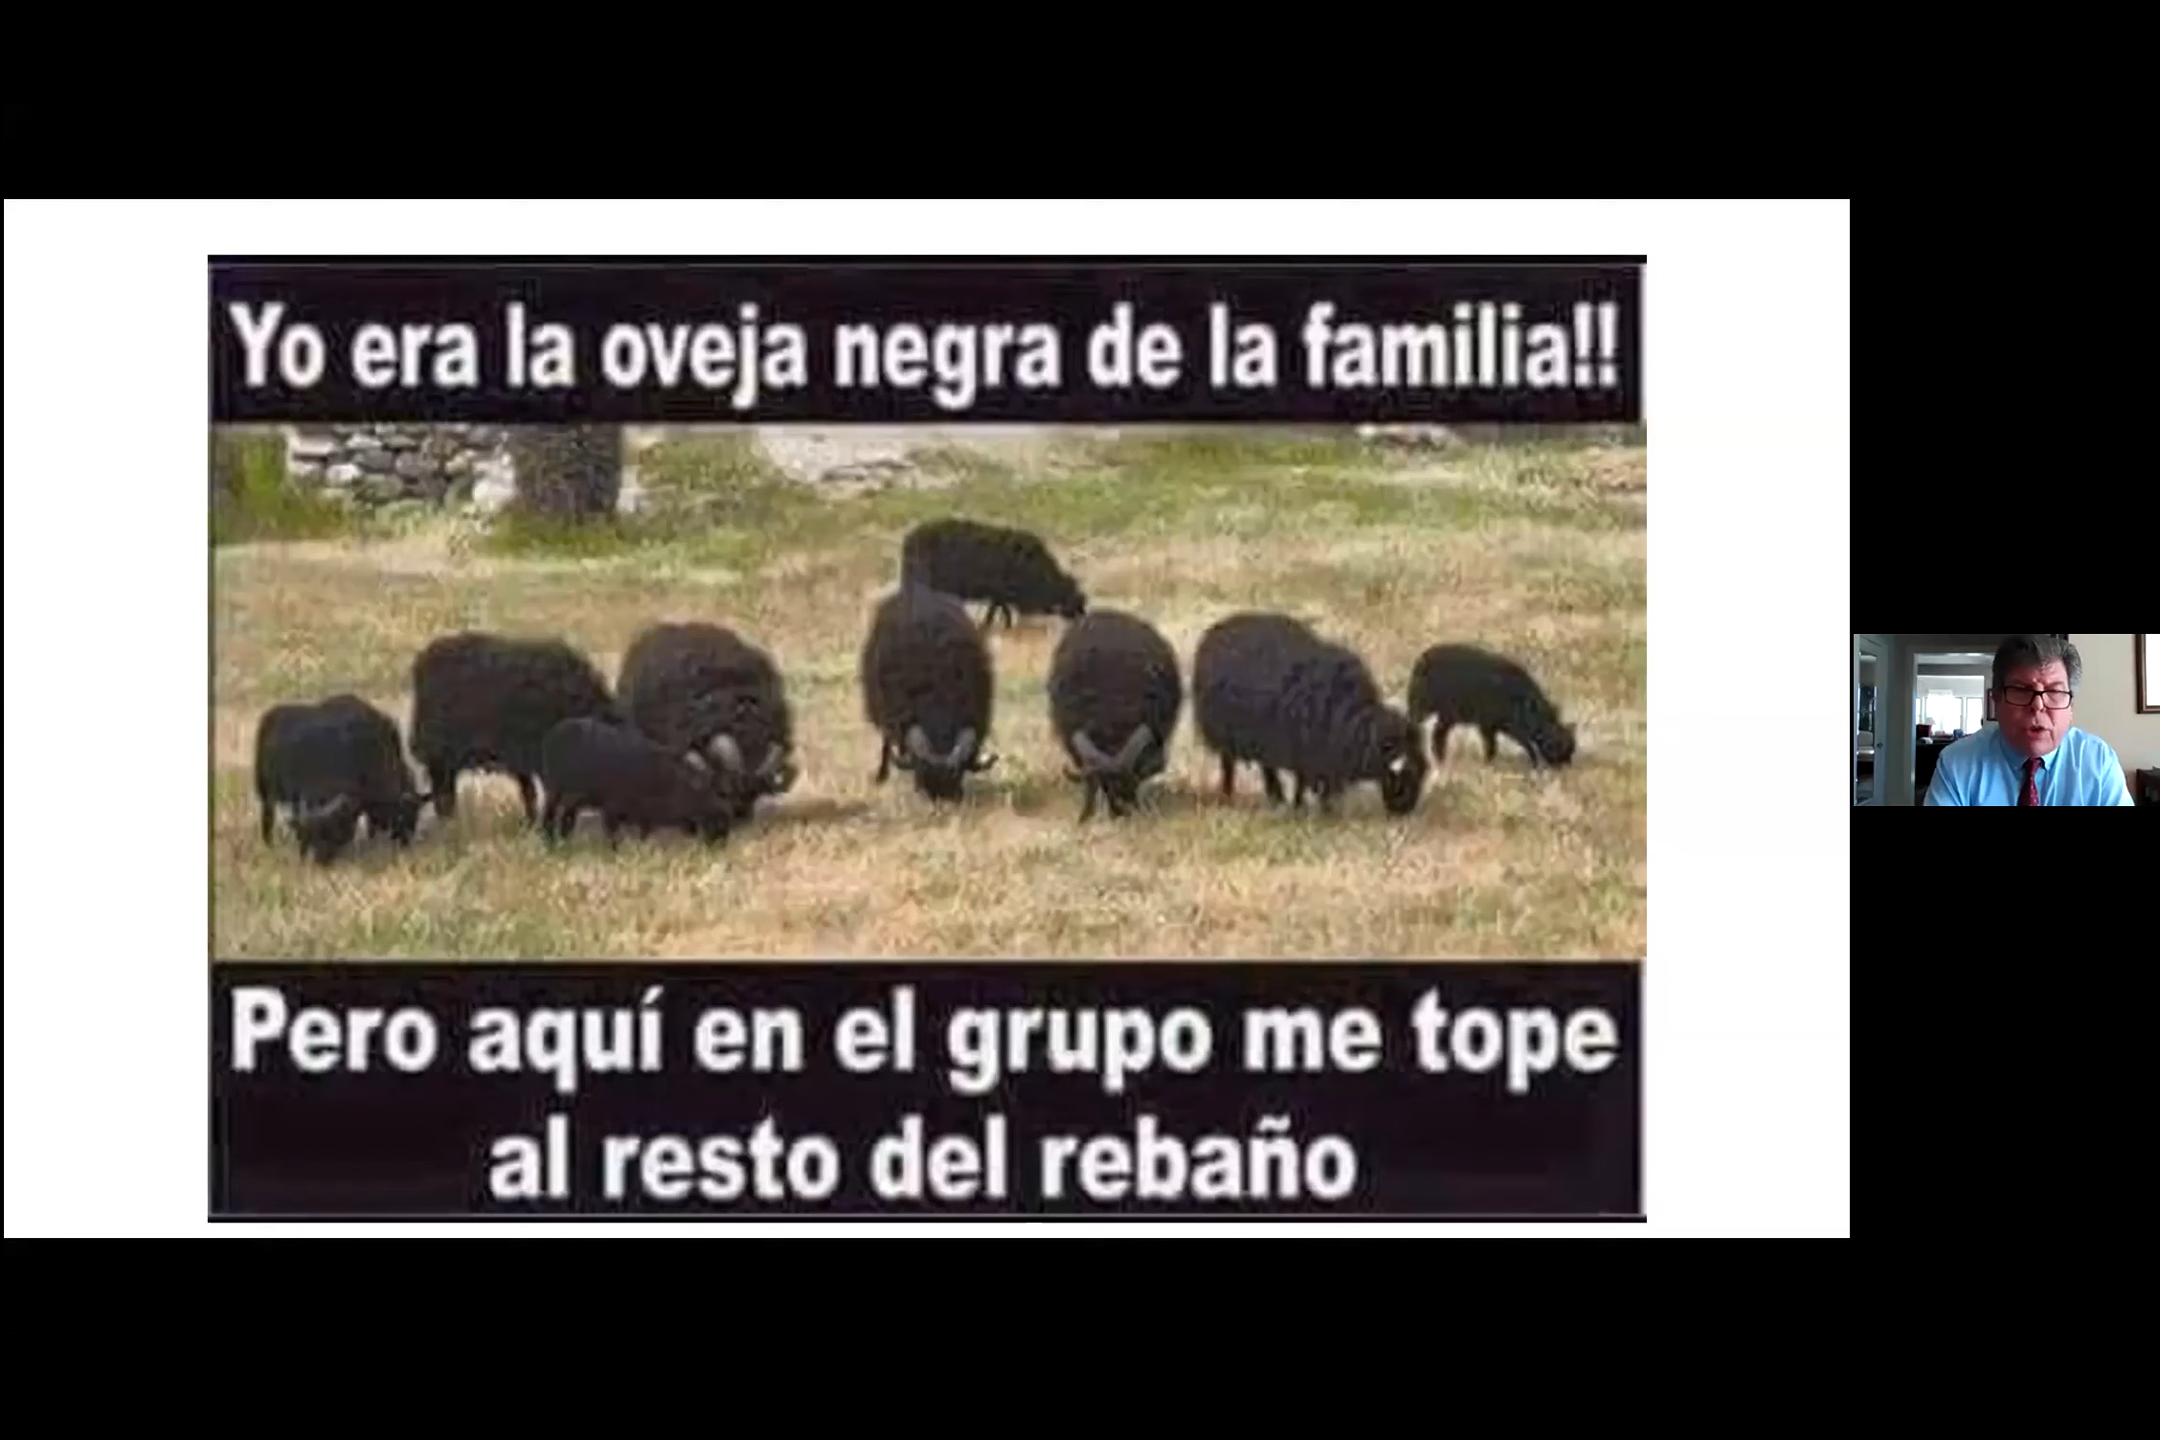 Yo era la oveja negra de la familia!!
Pero aquí en el grupo me tope
al resto del rebaño